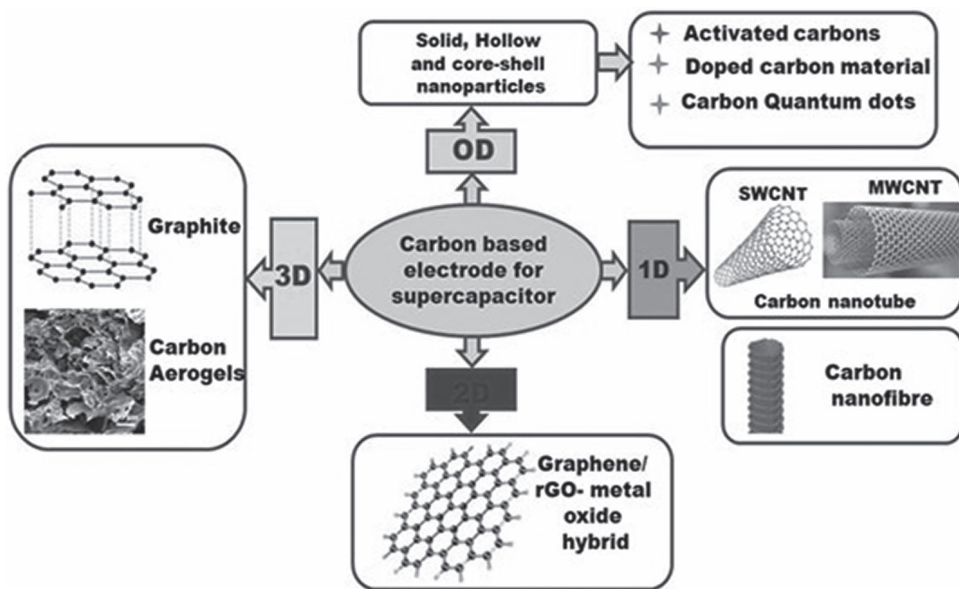 Solid, Hollow
and core-shell
nanoparticles
Activated carbons
Doped carbon material
Carbon Quantum dots
OD
Graphite
Carbon
Aerogels
3D
Carbon based
electrode for
supercapacitor
1D
SWCNT
MWCNT
Carbon nanotube
Carbon
nanofibre
2D
Graphene/
rGO- metal
oxide
hybrid